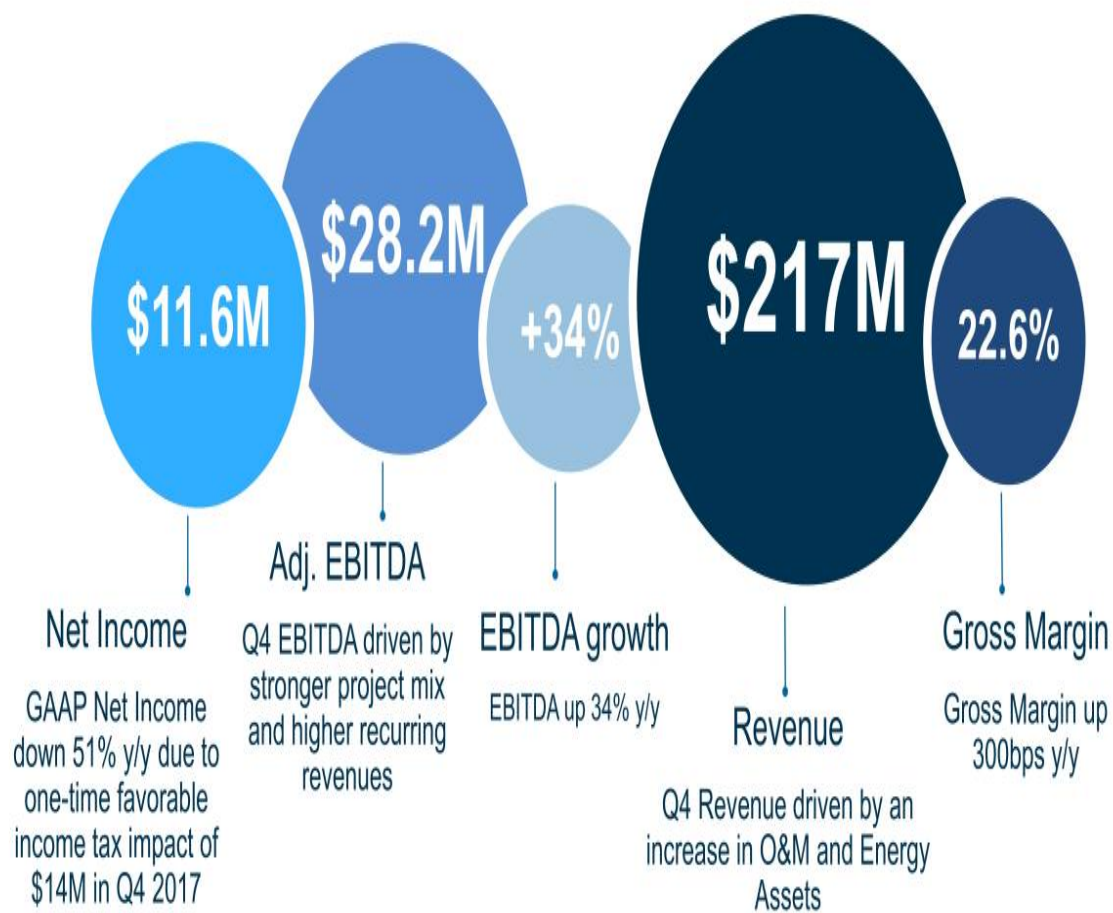 $11.6M
Net Income
GAAP Net Income
down 51% y/y due to
one-time favorable
income tax impact of
$14M in Q4 2017
$28.2M
Adj. EBITDA
Q4 EBITDA driven by
stronger project mix
and higher recurring
revenues
+34%
EBITDA growth
EBITDA up 34% y/y
$217M
Revenue
Q4 Revenue driven by an
increase in O&M and Energy
Assets
22.6%
Gross Margin
Gross Margin up
300bps y/y